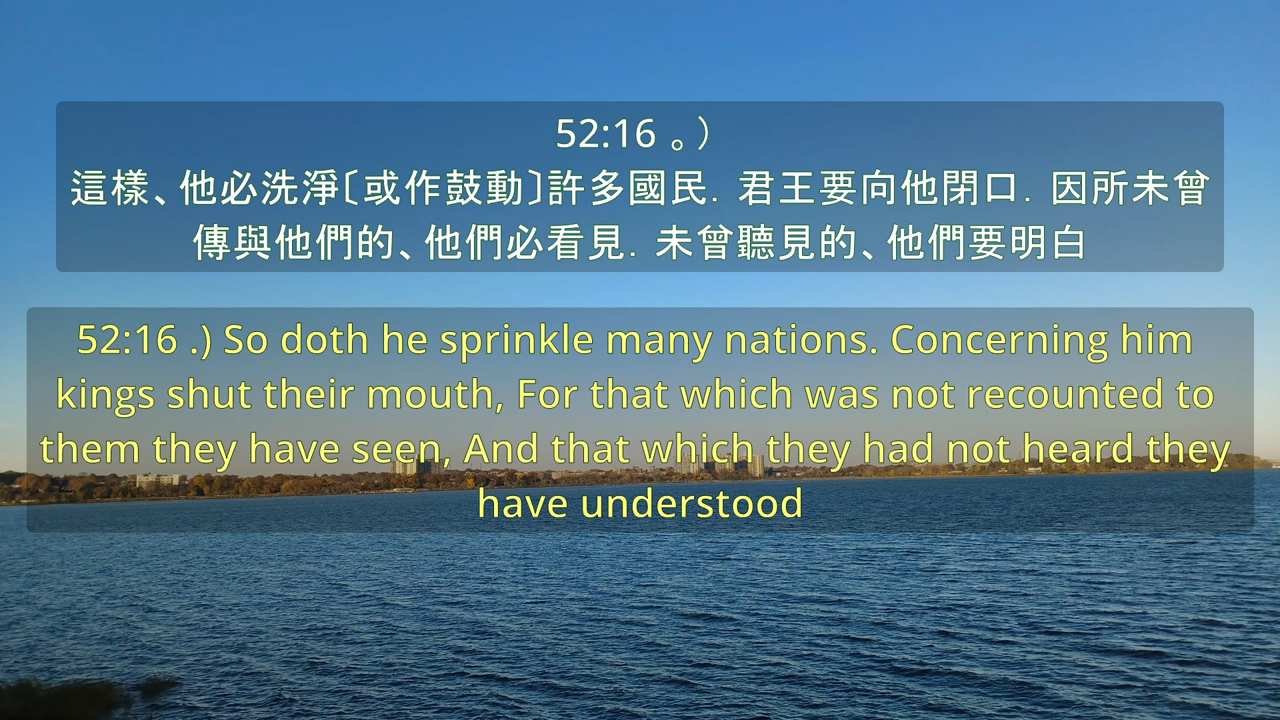 52:16 。）
這樣、他必洗淨〔或作鼓動〕許多國民．君王要向他閉口．因所未曾
傳與他們的、他們必看見．未曾聽見的、他們要明白
52:16 .) So doth he sprinkle many nations. Concerning him
kings shut their mouth, For that which was not recounted to
them they have seen, And that which they had not heard they
have understood